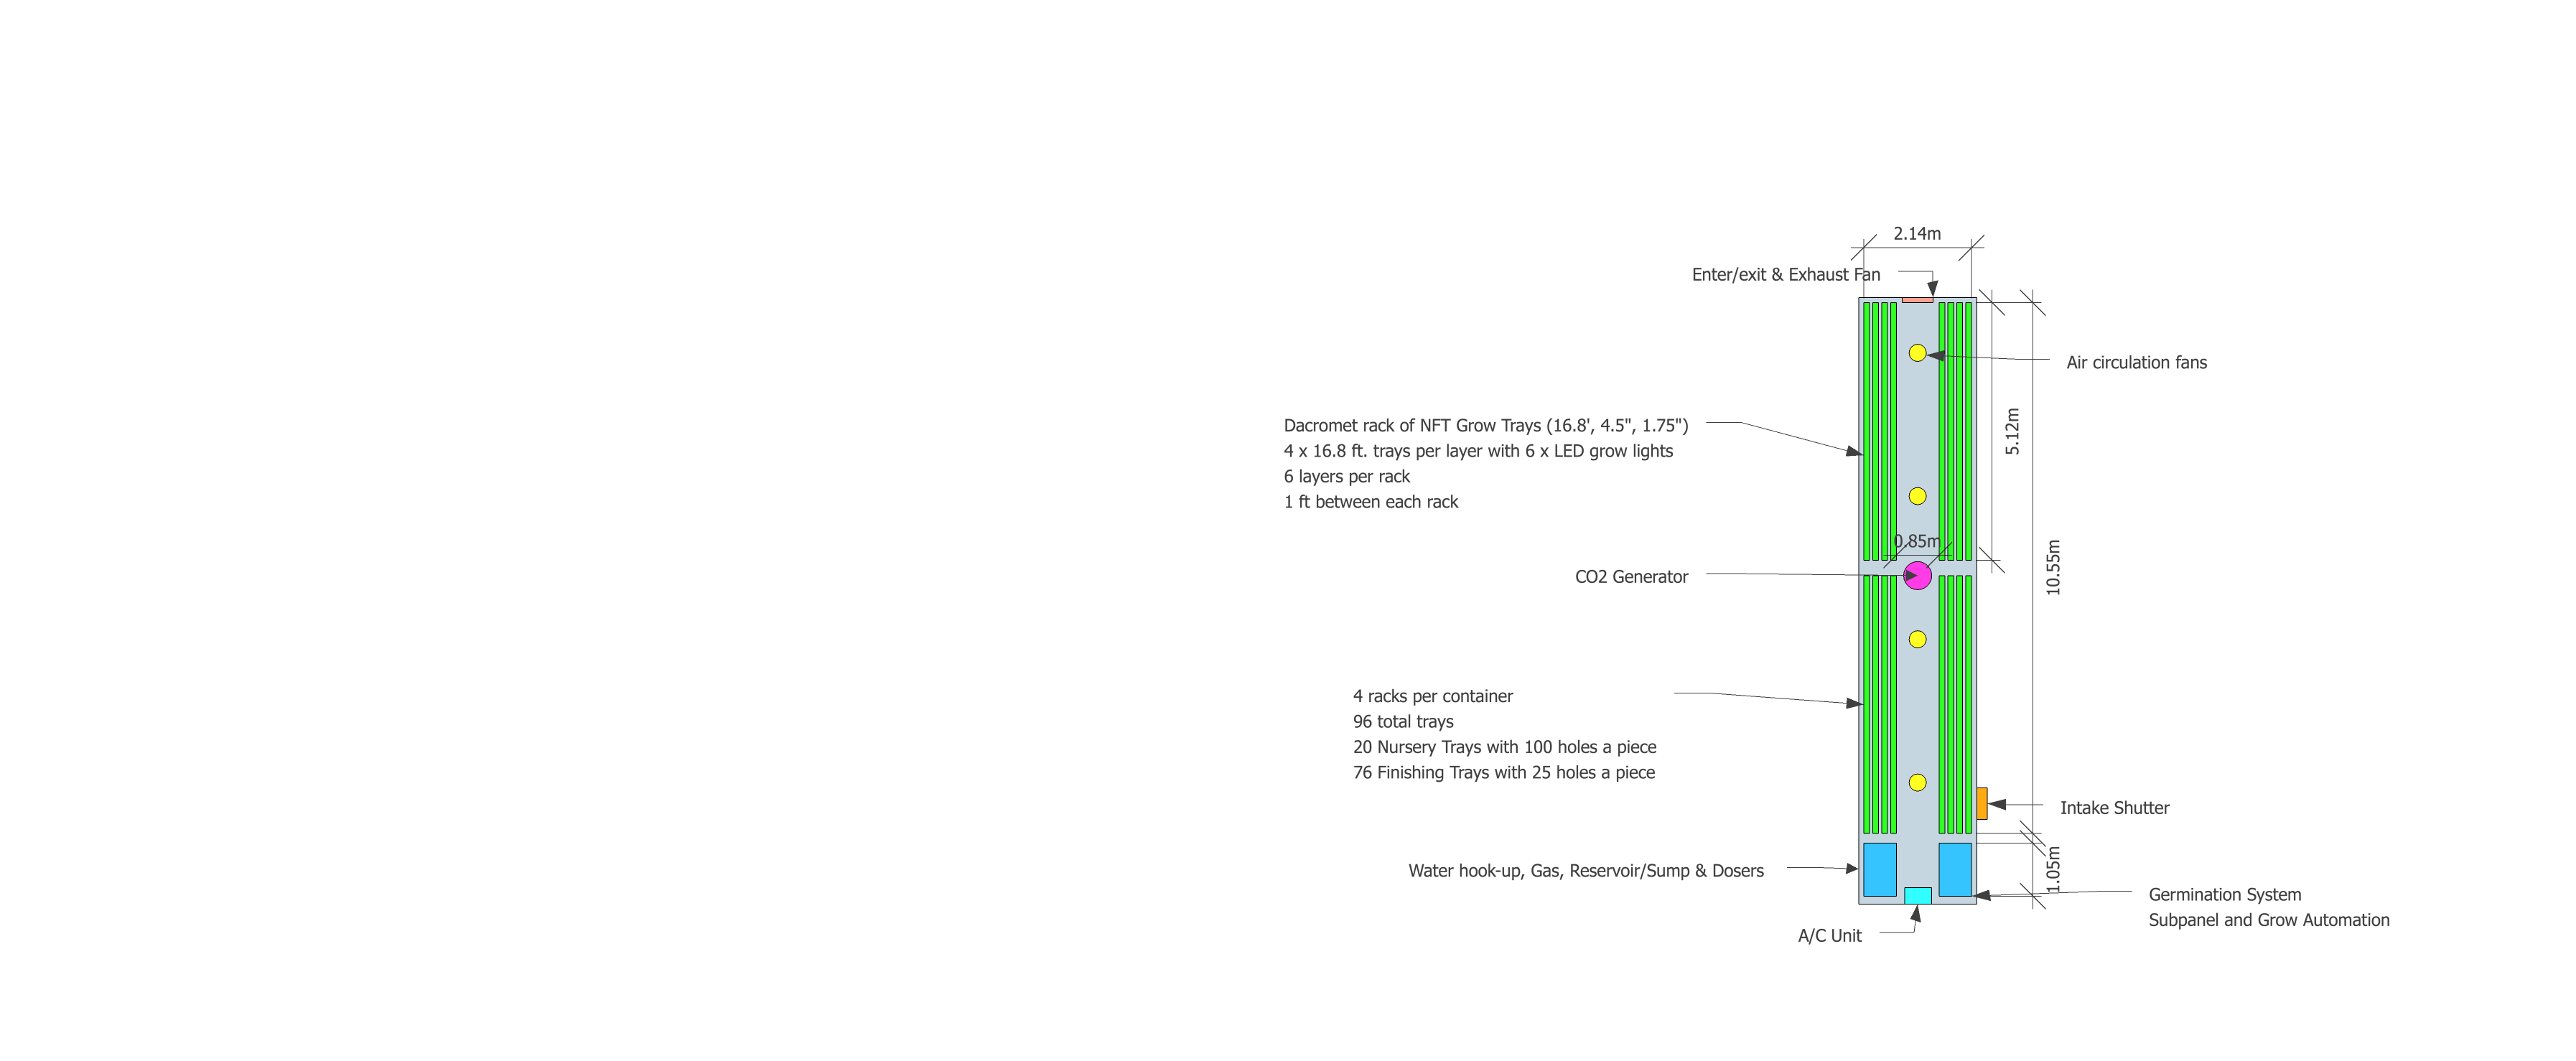 2.14m
Enter/exit & Exhaust Fan
Air circulation fans
5.12m
Dacromet rack of NFT Grow Trays (16.8', 4.5", 1.75")
4 x 16.8 ft. trays per layer with 6 x LED grow lights
6 layers per rack
1 ft between each rack
0.85m
10.55m
CO2 Generator
4 racks per container
96 total trays
20 Nursery Trays with 100 holes a piece
76 Finishing Trays with 25 holes a piece
Intake Shutter
Water hook-up, Gas, Reservoir/Sump & Dosers
1.05m
Germination System
Subpanel and Grow Automation
A/C Unit